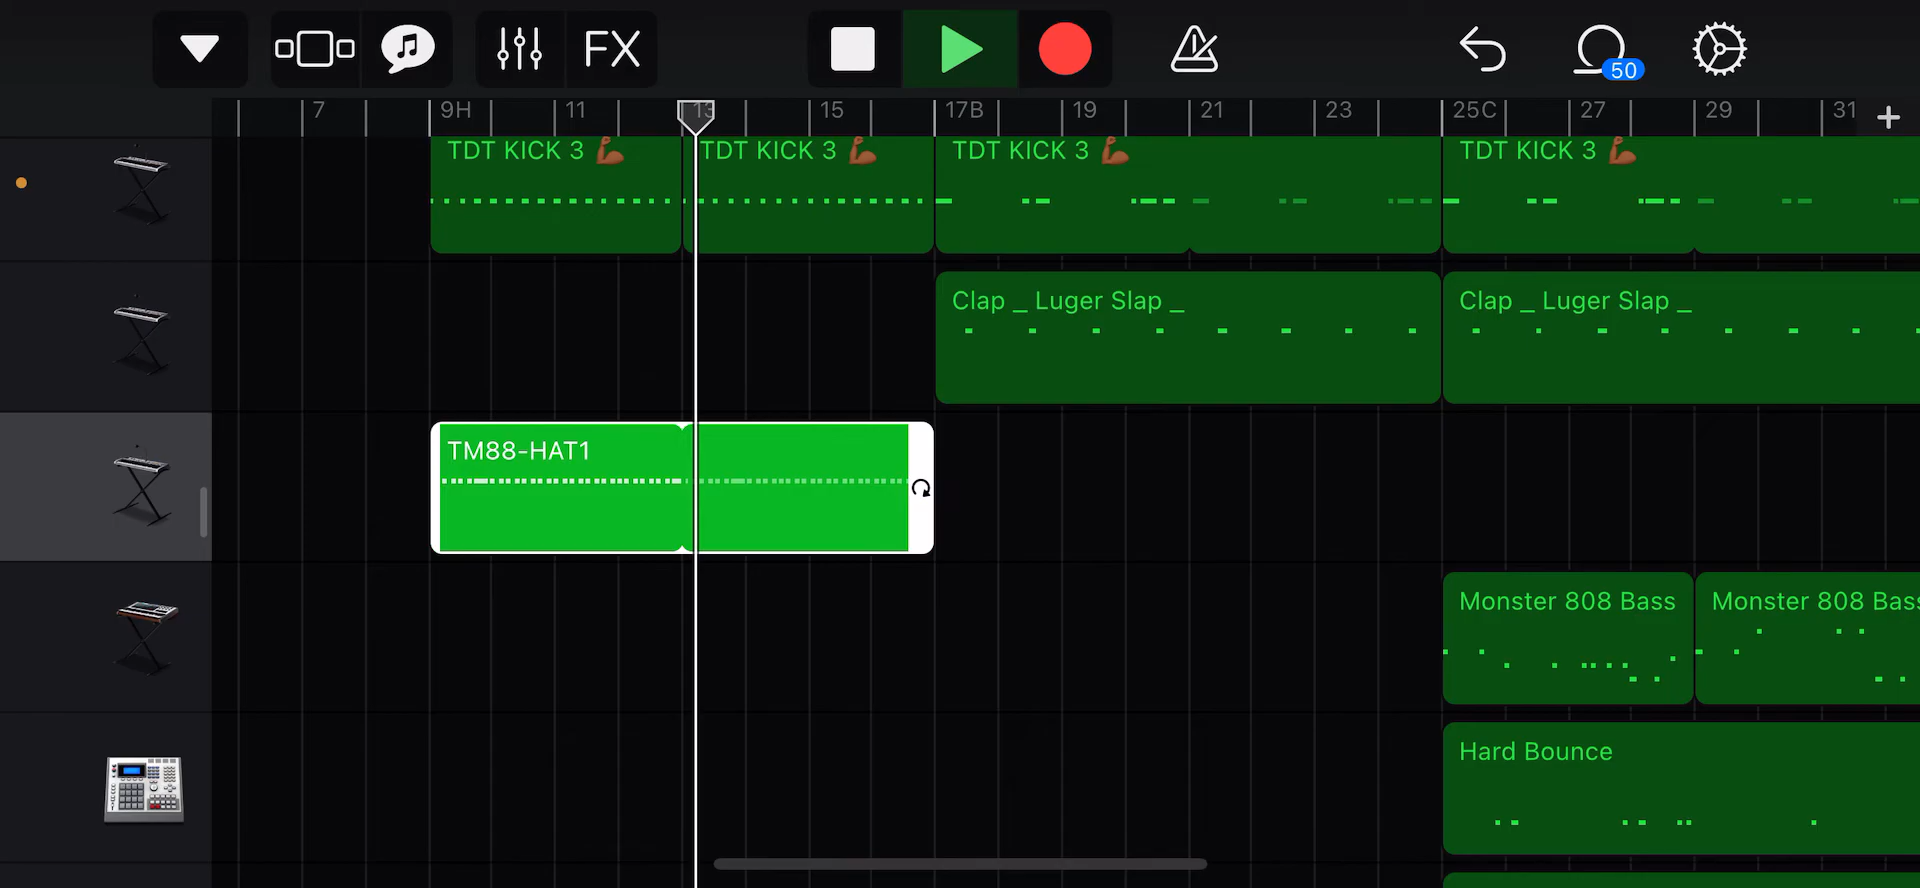 FX
50
7 9H 11 13 15 17B 19 21 23 25C 27 29 31 +
TDT KICK 3 💪🏾 TDT KICK 3 💪🏾 TDT KICK 3 💪🏾 TDT KICK 3 💪🏾
Clap _ Luger Slap _ Clap _ Luger Slap _
TM88-HAT1
Monster 808 Bass Monster 808 Bass
Hard Bounce